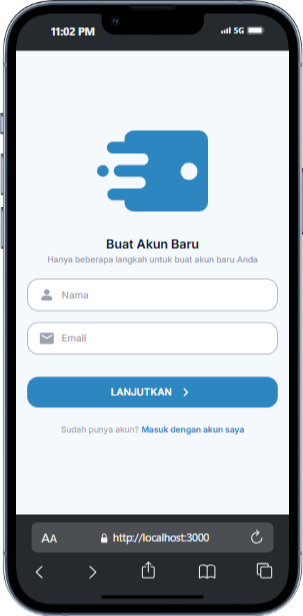 11:02 PM
5G
Buat Akun Baru
Hanya beberapa langkah untuk buat akun baru Anda
Nama
Email
LANJUTKAN
Sudah punya akun? Masuk dengan akun saya
AA
http://localhost:3000